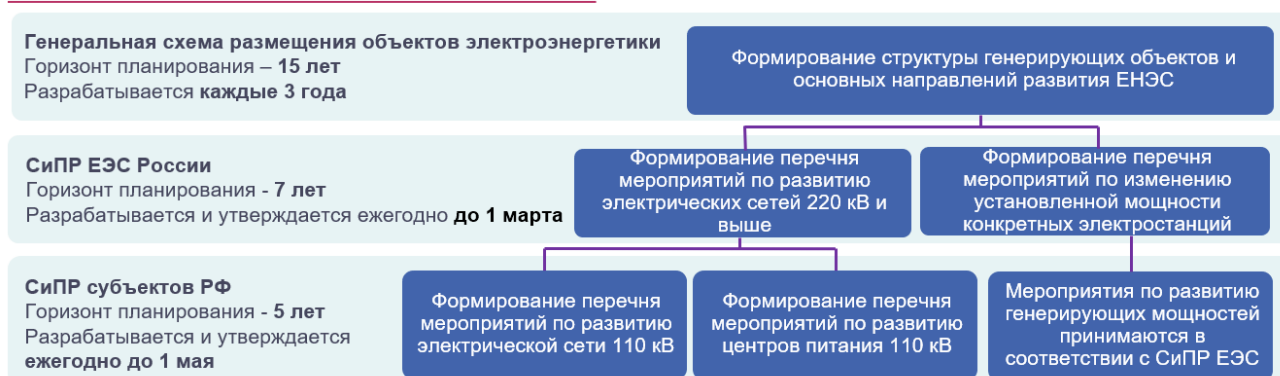 Генеральная схема размещения объектов электроэнергетики
Горизонт планирования – 15 лет
Разрабатывается каждые 3 года
Формирование структуры генерирующих объектов и
основных направлений развития ЕНЭС
СиПР ЕЭС России
Горизонт планирования - 7 лет
Разрабатывается и утверждается ежегодно до 1 марта
Формирование перечня
мероприятий по развитию
электрических сетей 220 кВ и
выше
Формирование перечня
мероприятий по изменению
установленной мощности
конкретных электростанций
СиПР субъектов РФ
Горизонт планирования - 5 лет
Разрабатывается и утверждается
ежегодно до 1 мая
Формирование перечня
мероприятий по развитию
электрической сети 110 кВ
Формирование перечня
мероприятий по развитию
центров питания 110 кВ
Мероприятия по развитию
генерирующих мощностей
принимаются в
соответствии с СиПР ЕЭС